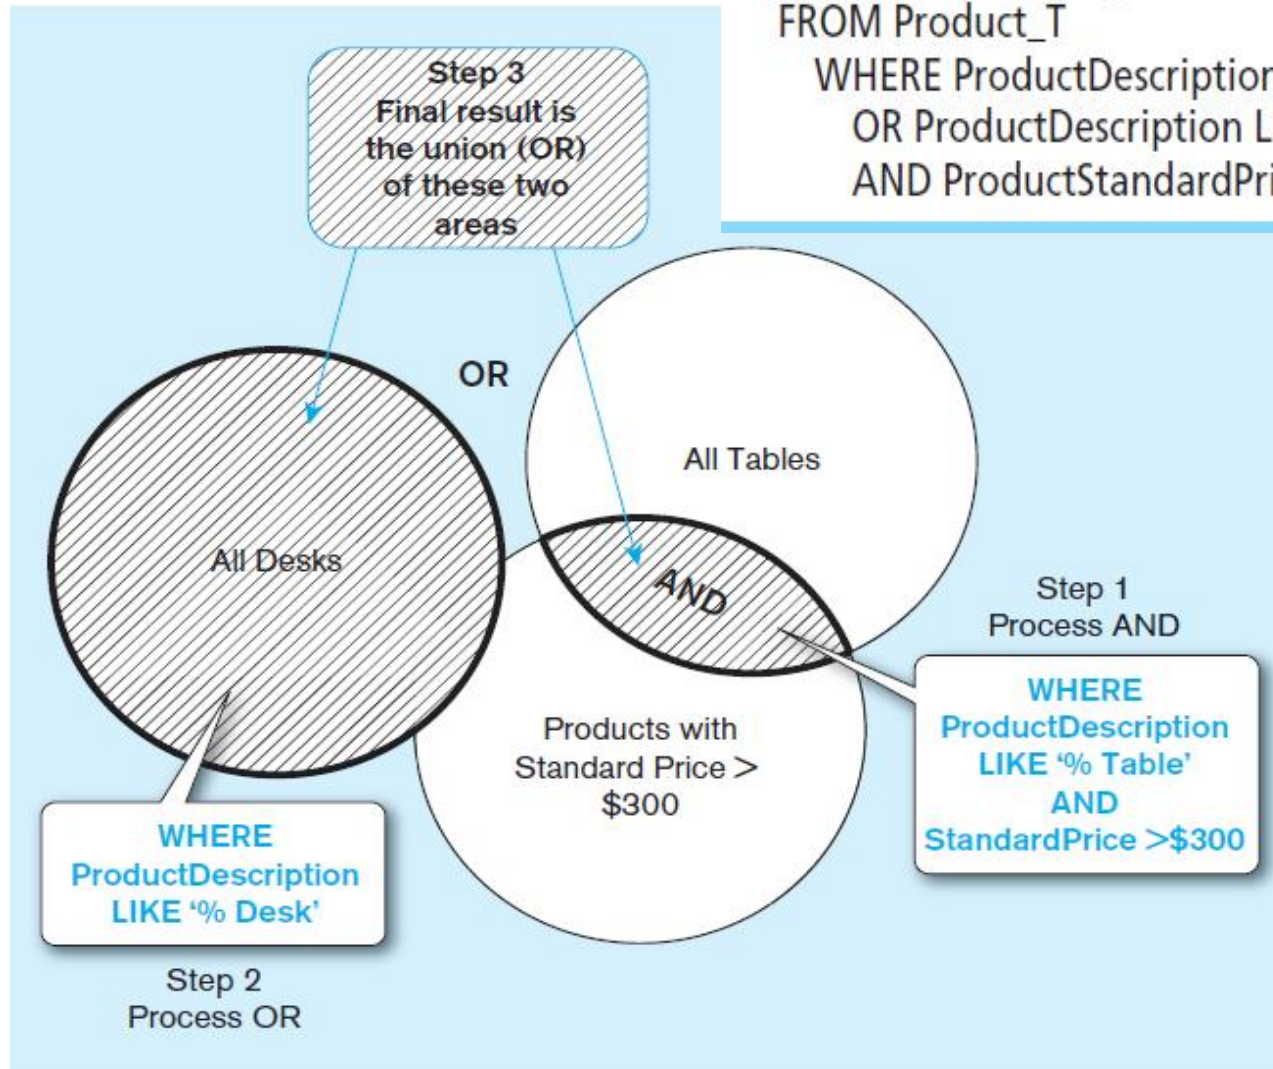 FROM Product_T
WHERE ProductDescription
OR ProductDescription L
AND ProductStandardPri
Step 3
Final result is
the union (OR)
of these two
areas
OR
All Tables
All Desks
AND
Step 1
Process AND
WHERE
ProductDescription
LIKE ‘% Table’
AND
StandardPrice >$300
Products with
Standard Price >
$300
WHERE
ProductDescription
LIKE ‘% Desk’
Step 2
Process OR